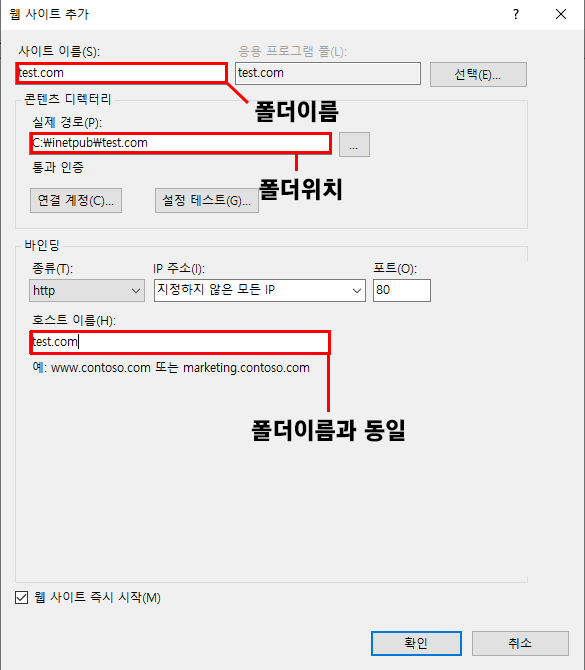 웹 사이트 추가
?
사이트 이름(S):
응용 프로그램 풀(L):
test.com
test.com
선택(E)...
폴더이름
콘텐츠 디렉터리
실제 경로(P):
C:₩inetpub₩test.com
...
통과 인증
폴더위치
연결 계정(C)...
설정 테스트(G)...
바인딩
종류(T):
IP 주소(I):
포트(O):
http
지정하지 않은 모든 IP
80
호스트 이름(H):
test.com
예: www.contoso.com 또는 marketing.contoso.com
폴더이름과 동일
웹 사이트 즉시 시작(M)
확인
취소